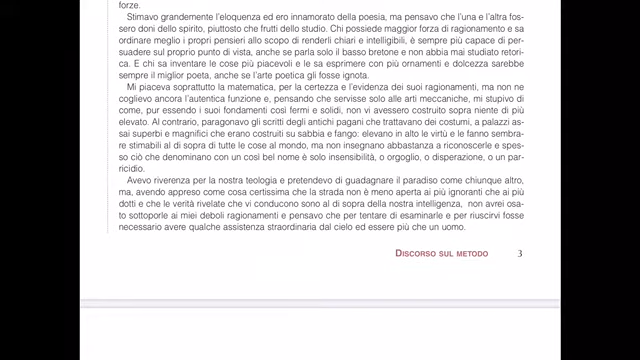 forze.
Stimavo grandemente l'eloquenza ed ero innamorato della poesia, ma pensavo che l'una e l'altra fos-
sero doni dello spirito, piuttosto che frutti dello studio. Chi possiede maggior forza di ragionamento e sa
ordinare meglio i propri pensieri allo scopo di renderli chiari e intelligibili, è sempre più capace di per-
suadere sul proprio punto di vista, anche se parla solo il basso bretone e non abbia mai studiato retori-
ca. E chi sa inventare le cose più piacevoli e le sa esprimere con più ornamenti e dolcezza sarebbe
sempre il miglior poeta, anche se l'arte poetica gli fosse ignota.
Mi piaceva soprattutto la matematica, per la certezza e l'evidenza dei suoi ragionamenti, ma non ne
coglievo ancora l'autentica funzione e, pensando che servisse solo alle arti meccaniche, mi stupivo di
come, pur essendo i suoi fondamenti così fermi e solidi, non vi avessero costruito sopra niente di più
elevato. Al contrario, paragonavo gli scritti degli antichi pagani che trattavano dei costumi, a palazzi as-
sai superbi e magnifici che erano costruiti su sabbia e fango: elevano in alto le virtù e le fanno sembra-
re stimabili al di sopra di tutte le cose al mondo, ma non insegnano abbastanza a riconoscerle e spes-
so ciò che denominano con un così bel nome è solo insensibilità, o orgoglio, o disperazione, o un par-
ricidio.
Avevo riverenza per la nostra teologia e pretendevo di guadagnare il paradiso come chiunque altro,
ma, avendo appreso come cosa certissima che la strada non è meno aperta ai più ignoranti che ai più
dotti e che le verità rivelate che vi conducono sono al di sopra della nostra intelligenza, non avrei osa-
to sottoporle ai miei deboli ragionamenti e pensavo che per tentare di esaminarle e per riuscirvi fosse
necessario avere qualche assistenza straordinaria dal cielo ed essere più che un uomo.
DISCORSO SUL METODO 3